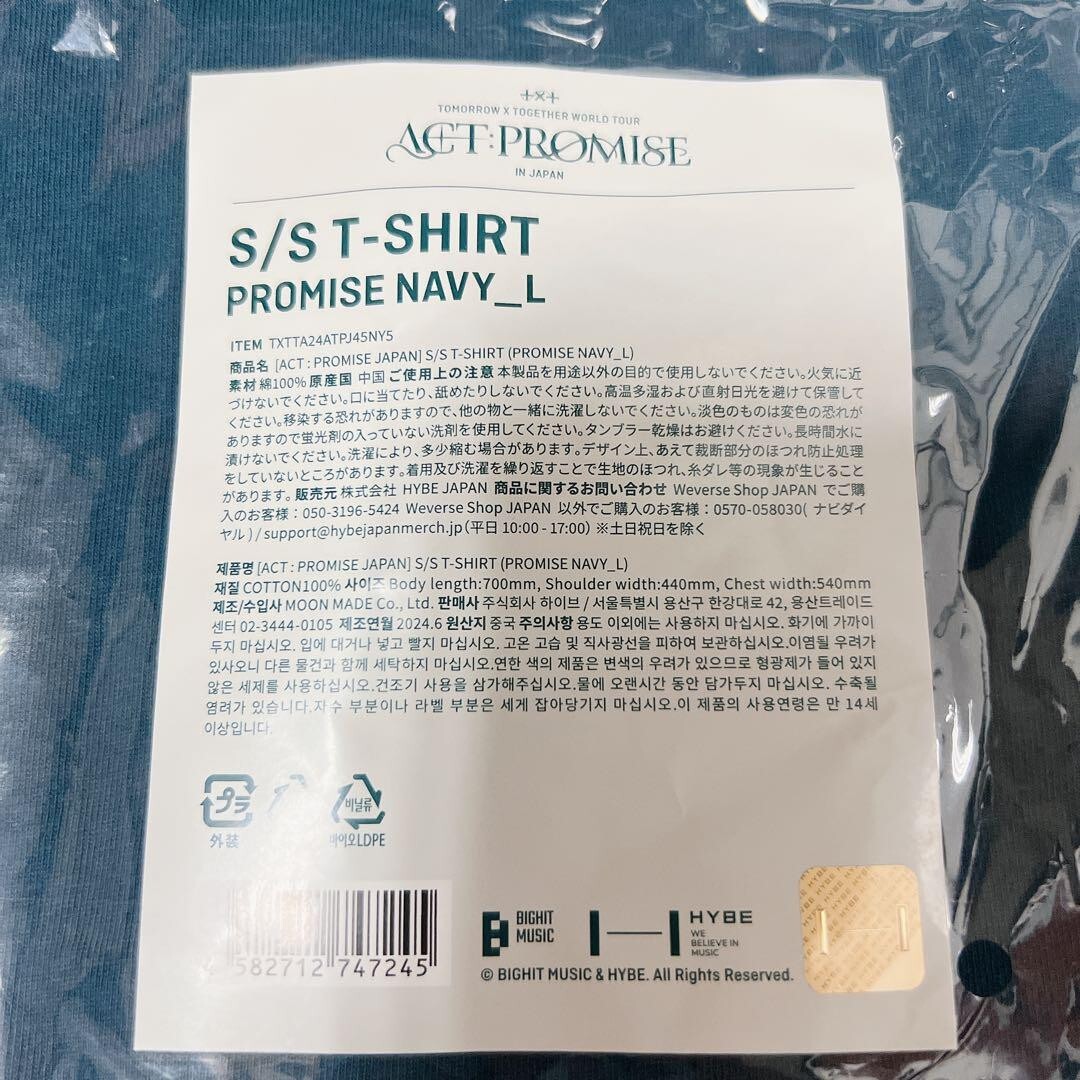 TOMORROW X TOGETHER WORLD TOUR
ACT:PROMISE
IN JAPAN
S/S T-SHIRT
PROMISE NAVY_L
ITEM TXTTA24ATPJ45NY5
商品名 [ACT : PROMISE JAPAN] S/S T-SHIRT (PROMISE NAVY_L)
素材 綿100% 原産国 中国 ご使用上の注意 本製品を用途以外の目的で使用しないでください。火気に近
づけないでください。口に当てたり、舐めたりしないでください。高温多湿および直射日光を避けて保管して
ください。移染する恐れがありますので、他の物と一緒に洗濯しないでください。淡色のものは変色の恐れが
ありますので蛍光剤の入っていない洗剤を使用してください。タンブラー乾燥はお避けください。長時間水に
漬けないでください。洗濯により、多少縮む場合があります。デザイン上、あえて裁断部分のほつれ防止処理
をしていないところがあります。着用及び洗濯を繰り返すことで生地のほつれ、糸ダレ等の現象が生じること
があります。 販売元 株式会社 HYBE JAPAN 商品に関するお問い合わせ Weverse Shop JAPAN でご購
入のお客様 : 050-3196-5424 Weverse Shop JAPAN 以外でご購入のお客様 : 0570-058030( ナビダイ
ヤル ) / support@hybejapanmerch.jp (平日 10:00 - 17:00) ※土日祝日を除く
제품명 [ACT : PROMISE JAPAN] S/S T-SHIRT (PROMISE NAVY_L)
재질 COTTON100% 사이즈 Body length:700mm, Shoulder width:440mm, Chest width:540mm
제조/수입사 MOON MADE Co., Ltd. 판매사 주식회사 하이브 / 서울특별시 용산구 한강대로 42, 용산트레이드
센터 02-3444-0105 제조연월 2024.6 원산지 중국 주의사항 용도 이외에는 사용하지 마십시오. 화기에 가까이
두지 마십시오. 입에 대거나 넣고 빨지 마십시오. 고온 고습 및 직사광선을 피하여 보관하십시오.이염될 우려가
있사오니 다른 물건과 함께 세탁하지 마십시오.연한 색의 제품은 변색의 우려가 있으므로 형광제가 들어 있지
않은 세제를 사용하십시오.건조기 사용을 삼가해주십시오.물에 오랜시간 동안 담가두지 마십시오. 수축될
염려가 있습니다.자수 부분이나 라벨 부분은 세게 잡아당기지 마십시오.이 제품의 사용연령은 만 14세
이상입니다.
プラ
外装
비닐류
바이오LDPE
582712 747245
BIGHIT
MUSIC
HYBE
WE
BELIEVE IN
MUSIC
© BIGHIT MUSIC & HYBE. All Rights Reserved.